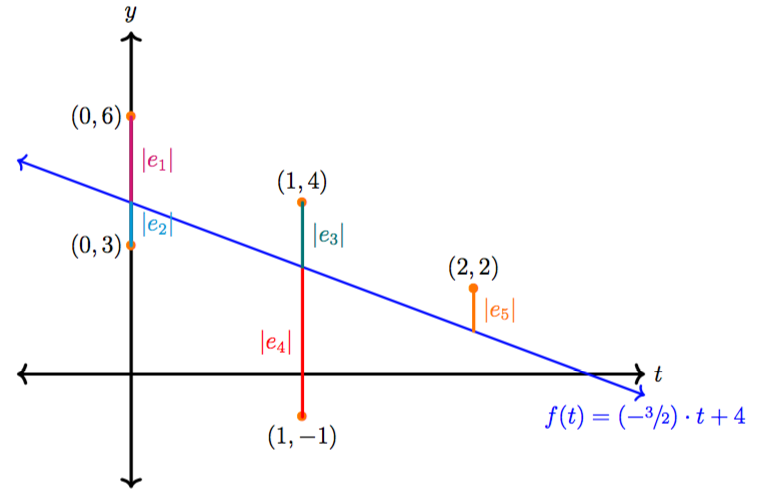 y
(0, 6)
|e₁|
(1, 4)
|e₂|
(0, 3)
|e₃|
(2, 2)
|e₅|
|e₄|
t
f(t) = (−3/2) · t + 4
(1, −1)